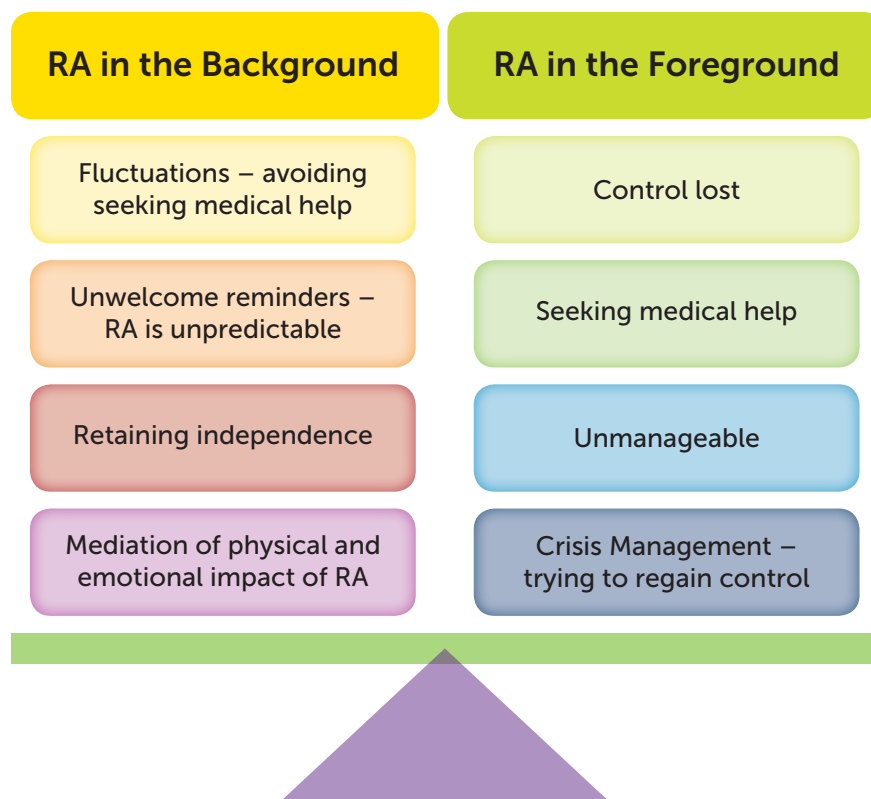 RA in the Background
Fluctuations – avoiding
seeking medical help
Unwelcome reminders –
RA is unpredictable
Retaining independence
Mediation of physical and
emotional impact of RA
RA in the Foreground
Control lost
Seeking medical help
Unmanageable
Crisis Management –
trying to regain control